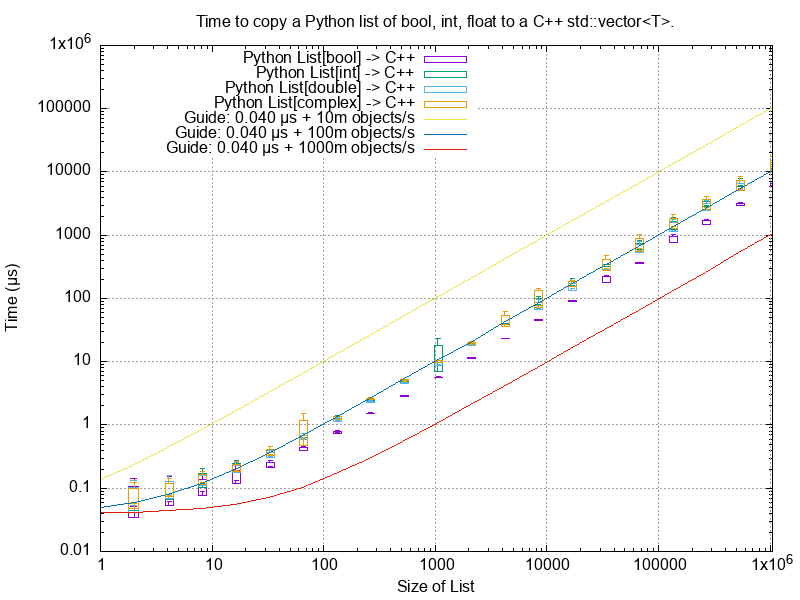 Time to copy a Python list of bool, int, float to a C++ std::vector<T>.
1x10^6
100000
10000
1000
100
10
1
0.1
0.01
Python List[bool] -> C++
Python List[int] -> C++
Python List[double] -> C++
Python List[complex] -> C++
Guide: 0.040 µs + 10m objects/s
Guide: 0.040 µs + 100m objects/s
Guide: 0.040 µs + 1000m objects/s
Time (µs)
1 10 100 1000 10000 100000 1x10^6
Size of List